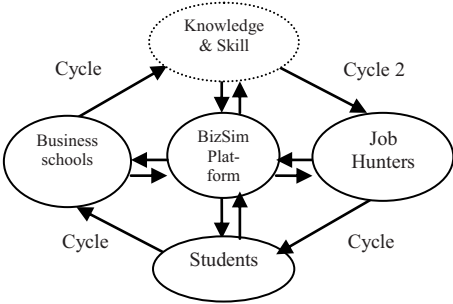 Knowledge
& Skill
Cycle
Cycle 2
Business
schools
BizSim
Plat-
form
Job
Hunters
Cycle
Cycle
Students